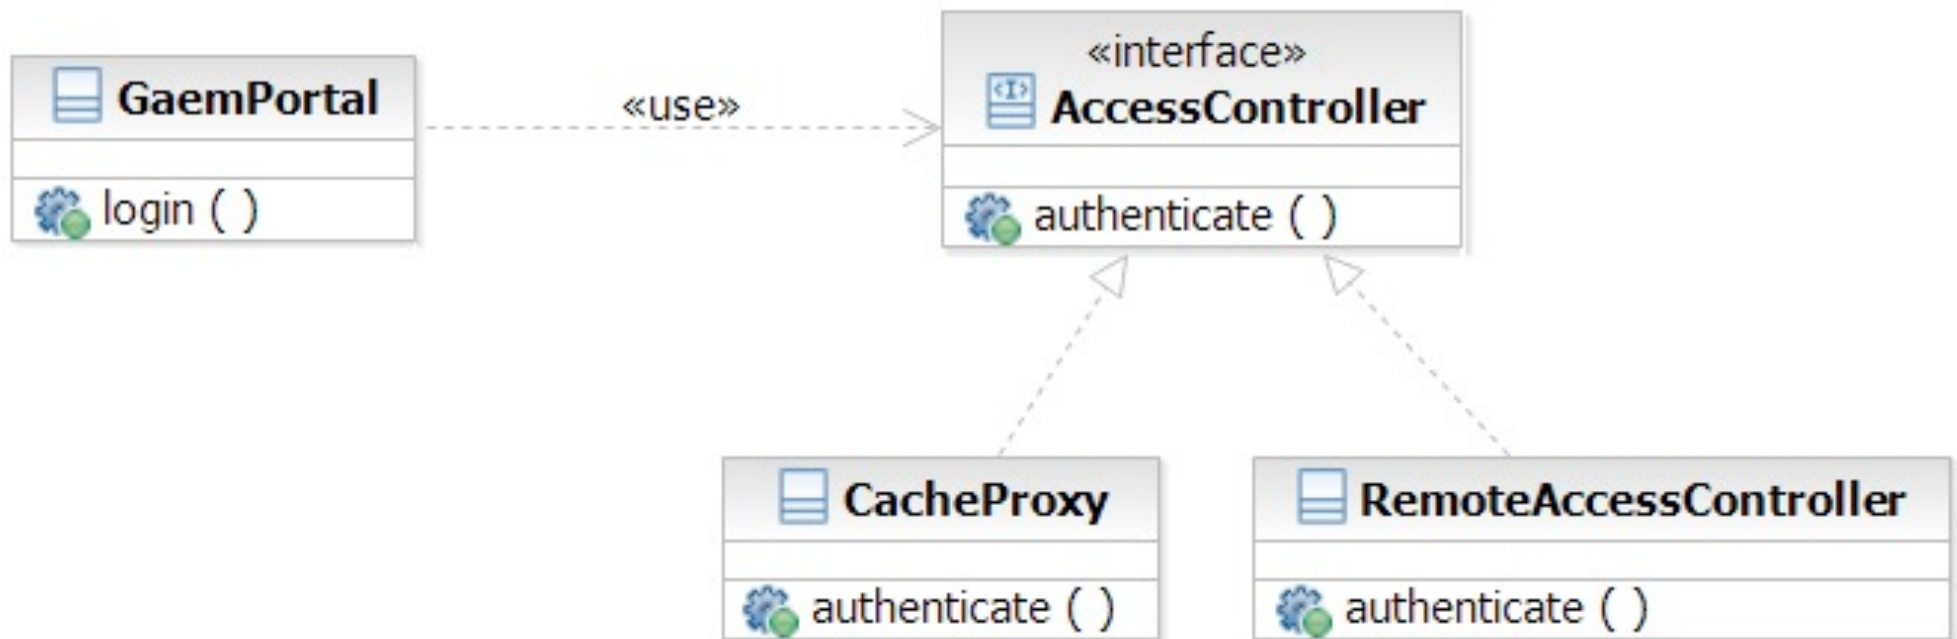 GaemPortal
login ( )
«use»
«interface»
<I>
AccessController
authenticate ( )
CacheProxy
authenticate ( )
RemoteAccessController
authenticate ( )